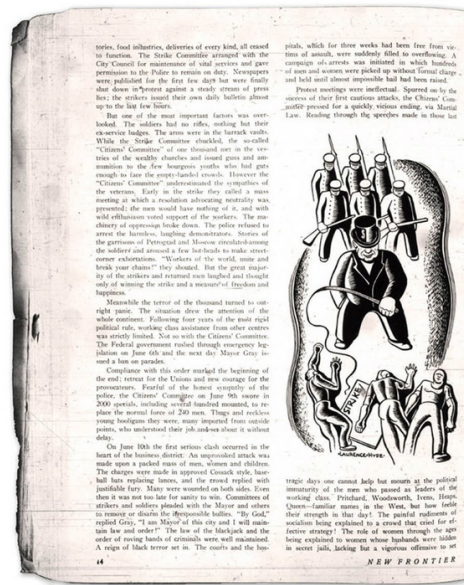 tories, food industries, deliveries of every kind, all ceased
to function. The Strike Committee arranged with the
City Council for maintenance of vital services and gave
permission to the Police to remain on duty. Newspapers
were published for the first few days but were finally
shut down in protest against a steady stream of press
lies; the strikers issued their own daily bulletin almost
up to the last few hours.
But one of the most important factors was over-
looked. The soldiers had no rifles, nothing but their
ex-service badges. The arms were in the barrack vaults.
While the Strike Committee chuckled, the so-called
"Citizens' Committee" of one thousand met in the ves-
tries of the wealthy churches and issued guns and am-
munition to the few bourgeois youths who had guts
enough to face the empty-handed crowds. However the
"Citizens' Committee" underestimated the sympathies of
the veterans. Early in the strike they called a mass
meeting at which a resolution advocating neutrality was
presented; the men would have nothing of it, and with
wild enthusiasm voted support of the workers. The ma-
chinery of oppression broke down. The police refused to
arrest the harmless, laughing demonstrators. Stories of
the garrisons of Petrograd and Moscow circulated among
the soldiers and aroused a few hot-heads to make street-
corner exhortations. "Workers of the world, unite and
break your chains!" they shouted. But the great major-
ity of the strikers and returned men laughed and thought
only of winning the strike and a measure of freedom and
happiness.
Meanwhile the terror of the thousand turned to out-
right panic. The situation drew the attention of the
whole continent. Following four years of the most rigid
political rule, working class assistance from other centres
was strictly limited. Not so with the Citizens' Committee.
The Federal government rushed through emergency leg-
islation on June 6th and the next day Mayor Gray is-
sued a ban on parades.
Compliance with this order marked the beginning of
the end; retreat for the Unions and new courage for the
provocateurs. Fearful of the honest sympathy of the
police, the Citizens' Committee on June 9th swore in
2000 specials, including several hundred mounted, to re-
place the normal force of 240 men. Thugs and reckless
young hooligans they were, many imported from outside
points, who understood their job and set about it without
delay.
On June 10th the first serious clash occurred in the
heart of the business district. An unprovoked attack was
made upon a packed mass of men, women and children.
The charges were made in approved Cossack style, base-
ball bats replacing lances, and the crowd replied with
justifiable fury. Many were wounded on both sides. Even
then it was not too late for sanity to win. Committees of
strikers and soldiers pleaded with the Mayor and others
to remove or disarm the irresponsible bullies. "By God,"
replied Gray, "I am Mayor of this city and I will main-
tain law and order!" The law of the blackjack and the
order of roving bands of criminals were well maintained.
A reign of black terror set in. The courts and the hos-
14
pitals, which for three weeks had been free from vic-
tims of assault, were suddenly filled to overflowing. A
campaign of arrests was initiated in which hundreds
of men and women were picked up without formal charge
and held until almost impossible bail had been raised.
Protest meetings were ineffectual. Spurred on by the
success of their first cautious attacks, the Citizens' Com-
mittee pressed for a quickly vicious ending, via Martial
Law. Reading through the speeches made in those last
STRIKE
LAURENCE HYDE
tragic days one cannot help but mourn at the political
immaturity of the men who passed as leaders of the
working class. Pritchard, Woodsworth, Ivens, Heaps,
Queen—familiar names in the West, but how feeble
their strength in that day! The painful rudiments of
socialism being explained to a crowd that cried for ef-
fective strategy! The role of women through the ages
being explained to women whose husbands were hidden
in secret jails, lacking but a vigorous offensive to set
NEW FRONTIER